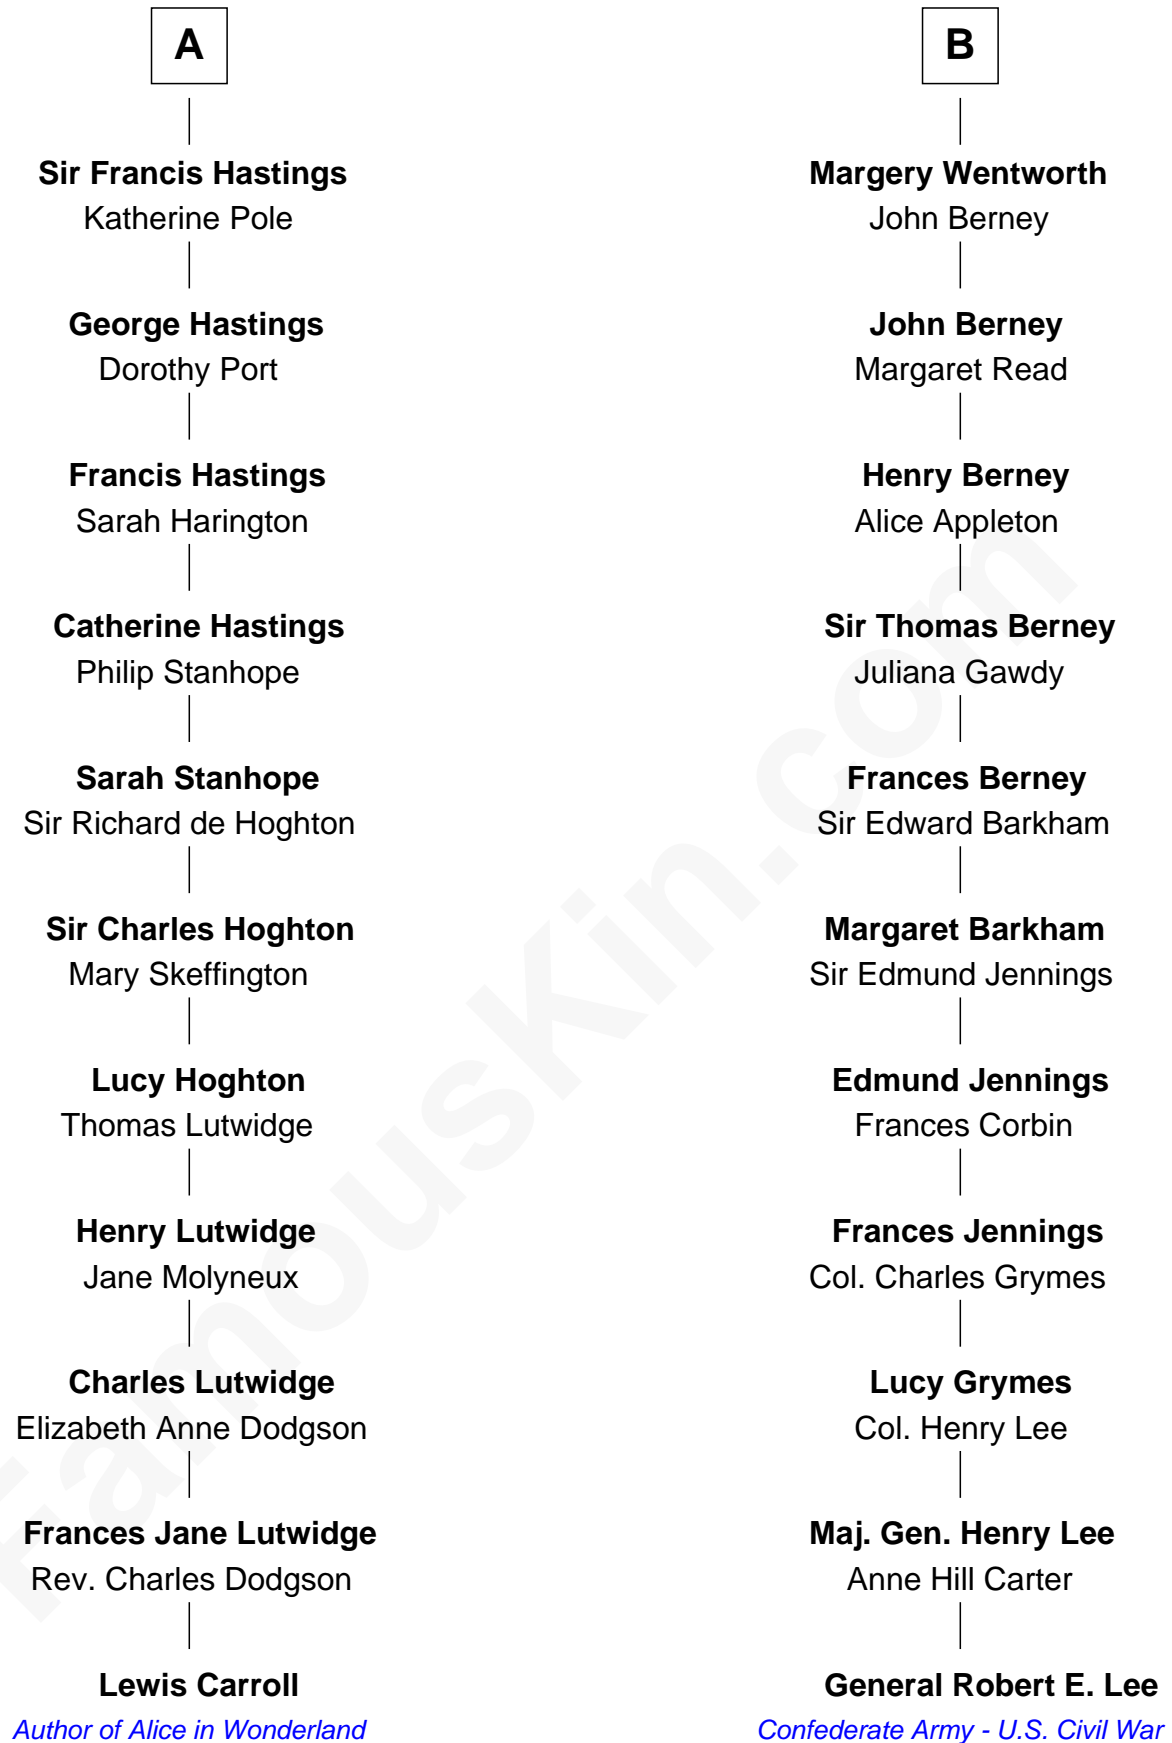 A
Sir Francis Hastings
Katherine Pole
George Hastings
Dorothy Port
Francis Hastings
Sarah Harington
Catherine Hastings
Philip Stanhope
Sarah Stanhope
Sir Richard de Hoghton
Sir Charles Hoghton
Mary Skeffington
Lucy Hoghton
Thomas Lutwidge
Henry Lutwidge
Jane Molyneux
Charles Lutwidge
Elizabeth Anne Dodgson
Frances Jane Lutwidge
Rev. Charles Dodgson
Lewis Carroll
Author of Alice in Wonderland
B
Margery Wentworth
John Berney
John Berney
Margaret Read
Henry Berney
Alice Appleton
Sir Thomas Berney
Juliana Gawdy
Frances Berney
Sir Edward Barkham
Margaret Barkham
Sir Edmund Jennings
Edmund Jennings
Frances Corbin
Frances Jennings
Col. Charles Grymes
Lucy Grymes
Col. Henry Lee
Maj. Gen. Henry Lee
Anne Hill Carter
General Robert E. Lee
Confederate Army - U.S. Civil War
FamousKin.com